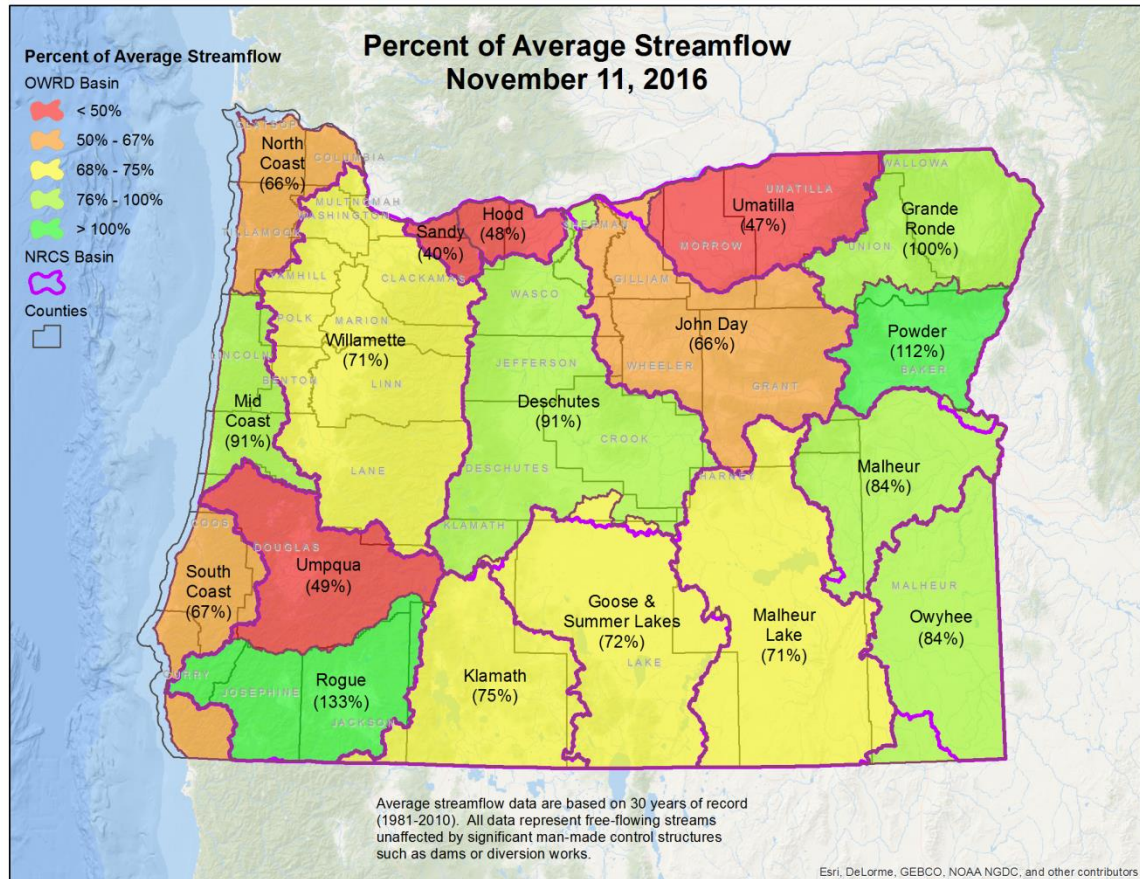 Percent of Average Streamflow
November 11, 2016
Percent of Average Streamflow
OWRD Basin
< 50%
50% - 67%
68% - 75%
76% - 100%
> 100%
NRCS Basin
Counties
CLATSOP
North
Coast
(66%)
COLUMBIA
TILLAMOOK
MULTNOMAH
WASHINGTON
YAMHILL
CLACKAMAS
Sandy
(40%)
Hood
(48%)
SHERMAN
UMATILLA
Umatilla
(47%)
MORROW
WALLOWA
Grande
Ronde
(100%)
UNION
WASCO
GILLIAM
POLK
MARION
Willamette
(71%)
John Day
(66%)
Powder
(112%)
BAKER
LINCOLN
BENTON
LINN
JEFFERSON
WHEELER
GRANT
Mid
Coast
(91%)
Deschutes
(91%)
CROOK
LANE
DESCHUTES
HARNEY
Malheur
(84%)
COOS
DOUGLAS
KLAMATH
South
Coast
(67%)
Umpqua
(49%)
Goose &
Summer Lakes
(72%)
LAKE
Malheur
Lake
(71%)
MALHEUR
Owyhee
(84%)
CURRY
JOSEPHINE
Rogue
(133%)
JACKSON
Klamath
(75%)
Average streamflow data are based on 30 years of record
(1981-2010). All data represent free-flowing streams
unaffected by significant man-made control structures
such as dams or diversion works.
Esri, DeLorme, GEBCO, NOAA NGDC, and other contributors